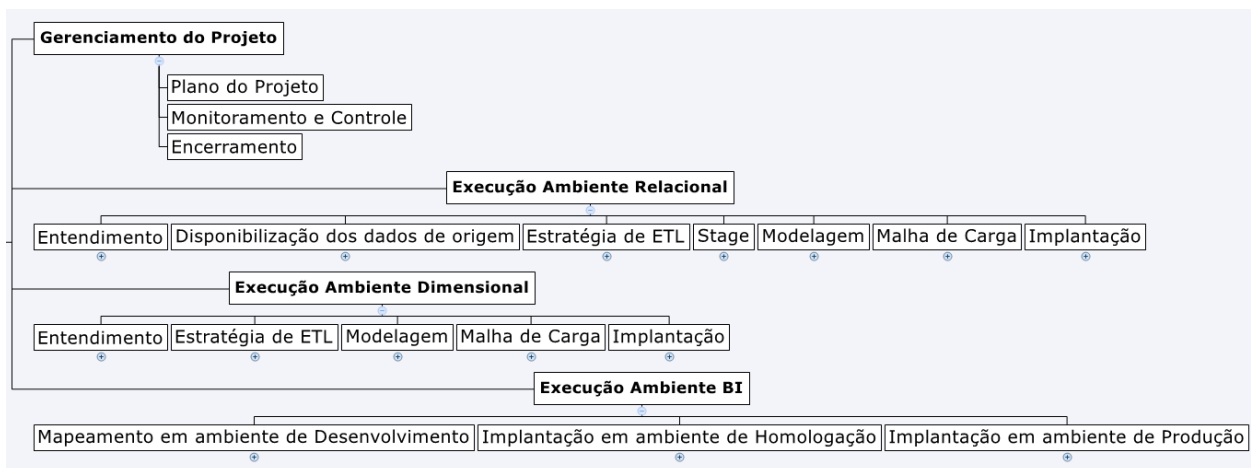 Gerenciamento do Projeto
Plano do Projeto
Monitoramento e Controle
Encerramento
Execução Ambiente Relacional
Entendimento Disponibilização dos dados de origem Estratégia de ETL Stage Modelagem Malha de Carga Implantação
Execução Ambiente Dimensional
Entendimento Estratégia de ETL Modelagem Malha de Carga Implantação
Execução Ambiente BI
Mapeamento em ambiente de Desenvolvimento Implantação em ambiente de Homologação Implantação em ambiente de Produção